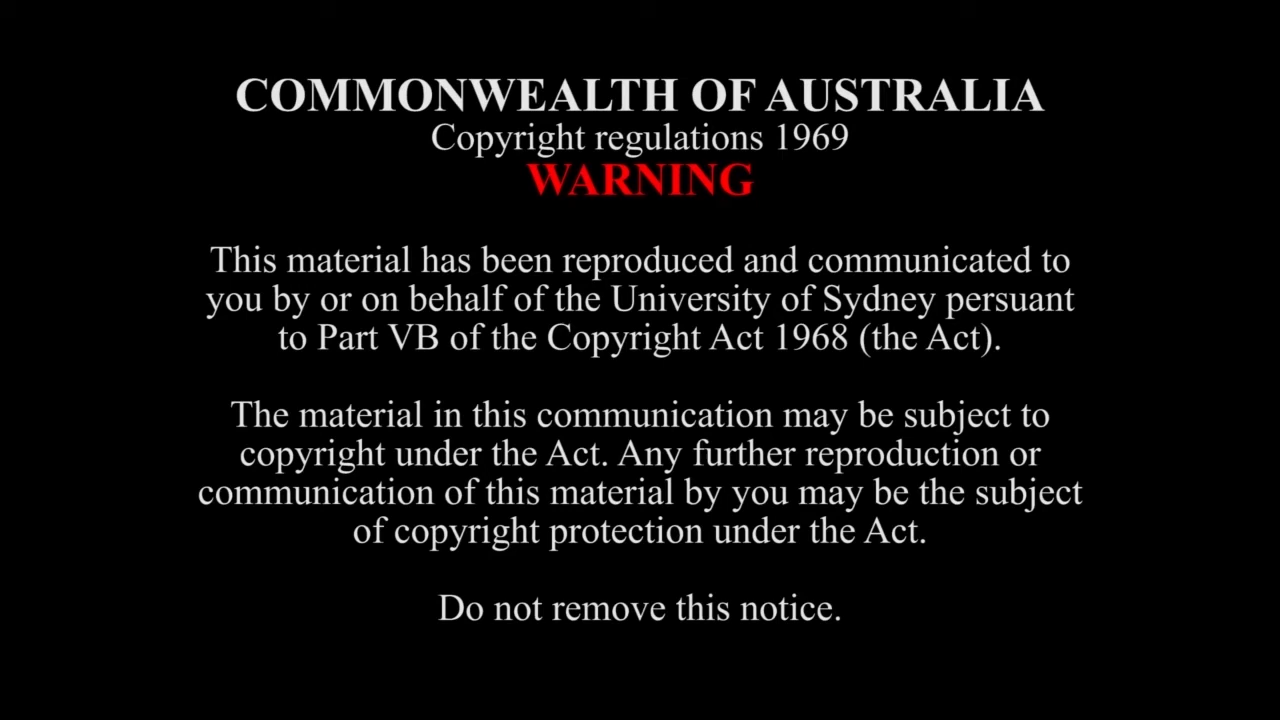 COMMONWEALTH OF AUSTRALIA
Copyright regulations 1969
WARNING
This material has been reproduced and communicated to
you by or on behalf of the University of Sydney persuant
to Part VB of the Copyright Act 1968 (the Act).
The material in this communication may be subject to
copyright under the Act. Any further reproduction or
communication of this material by you may be the subject
of copyright protection under the Act.
Do not remove this notice.